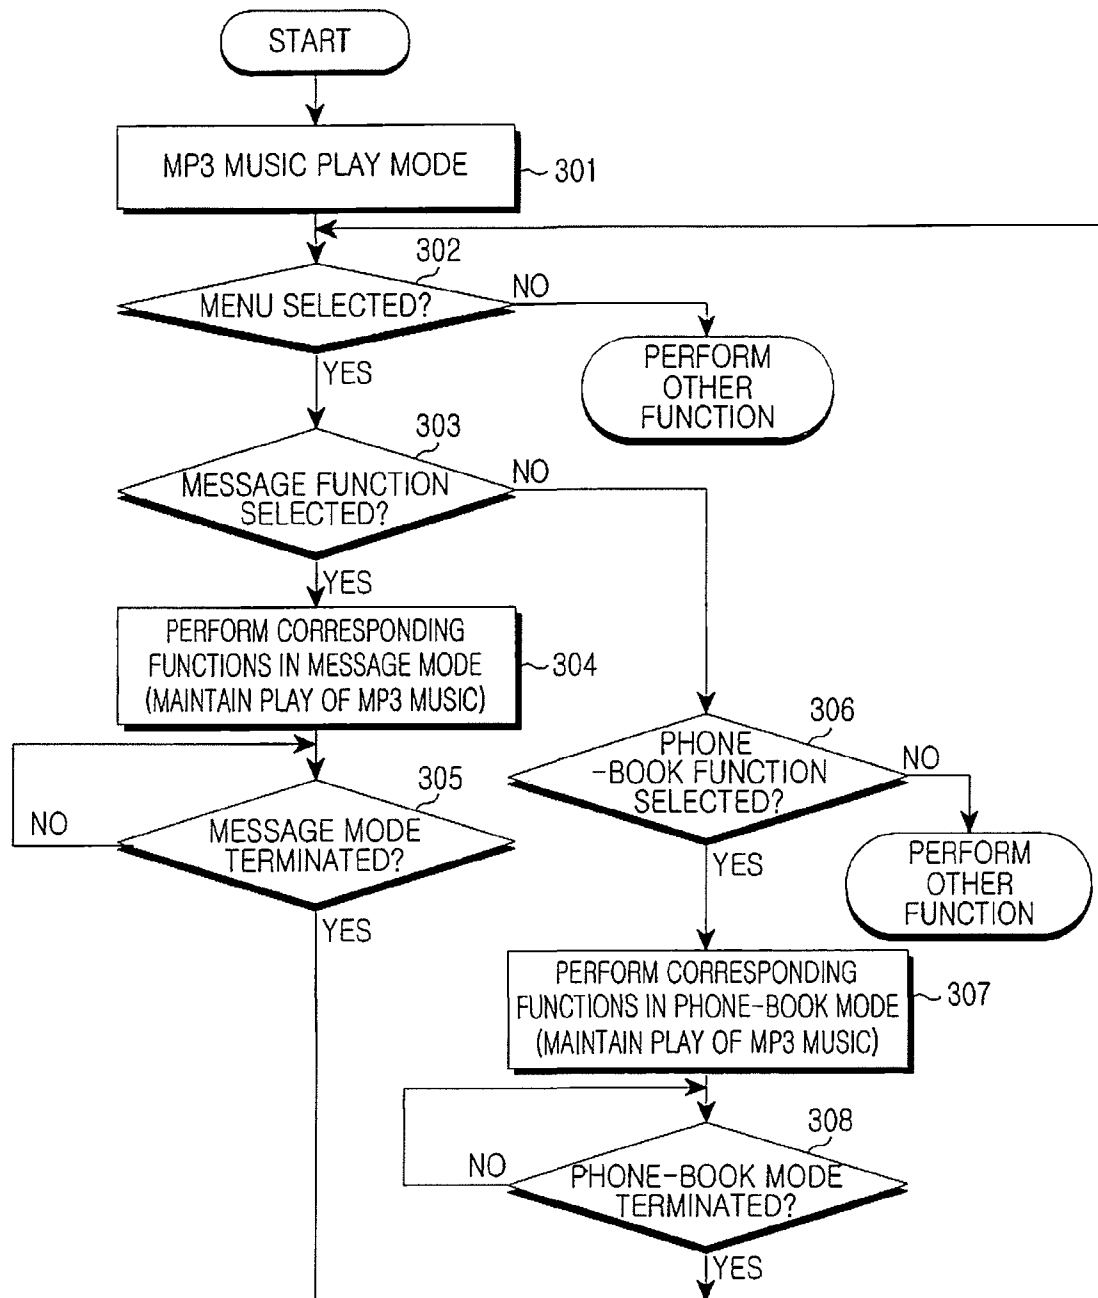 START
MP3 MUSIC PLAY MODE
301
302
MENU SELECTED?
NO
YES
PERFORM
OTHER
FUNCTION
303
MESSAGE FUNCTION
SELECTED?
NO
YES
PERFORM CORRESPONDING
FUNCTIONS IN MESSAGE MODE
(MAINTAIN PLAY OF MP3 MUSIC)
304
305
MESSAGE MODE
TERMINATED?
NO
YES
306
PHONE
-BOOK FUNCTION
SELECTED?
NO
YES
PERFORM
OTHER
FUNCTION
PERFORM CORRESPONDING
FUNCTIONS IN PHONE-BOOK MODE
(MAINTAIN PLAY OF MP3 MUSIC)
307
308
PHONE-BOOK MODE
TERMINATED?
NO
YES